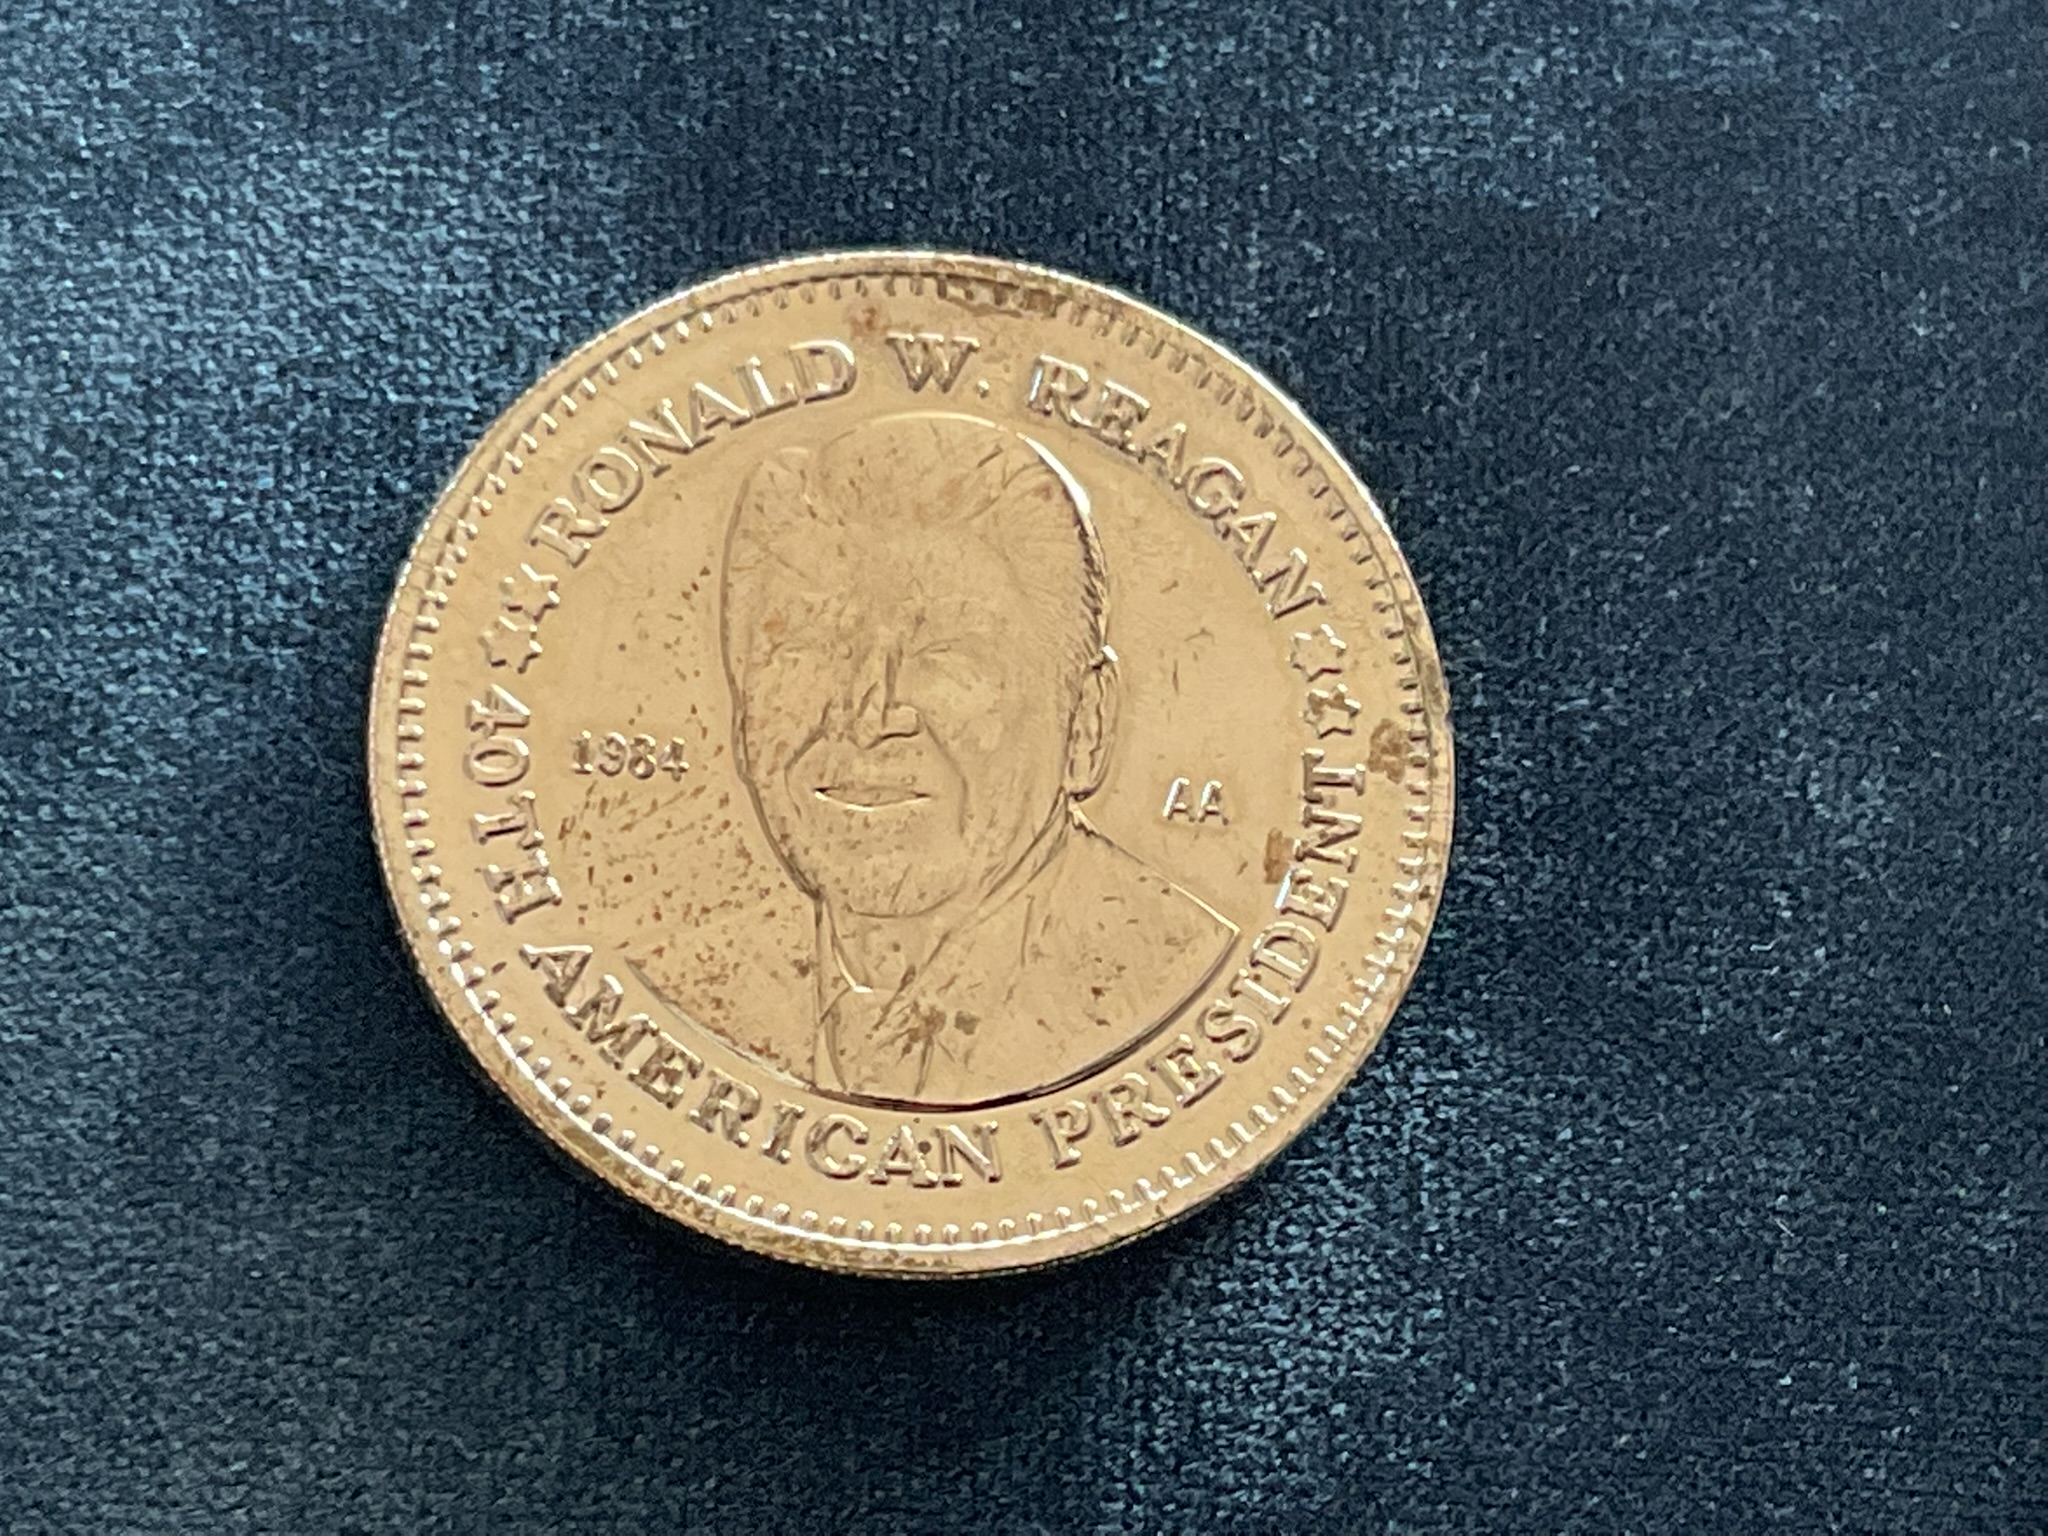 RONALD W. REAGAN
1984
AA
40TH AMERICAN PRESIDENT